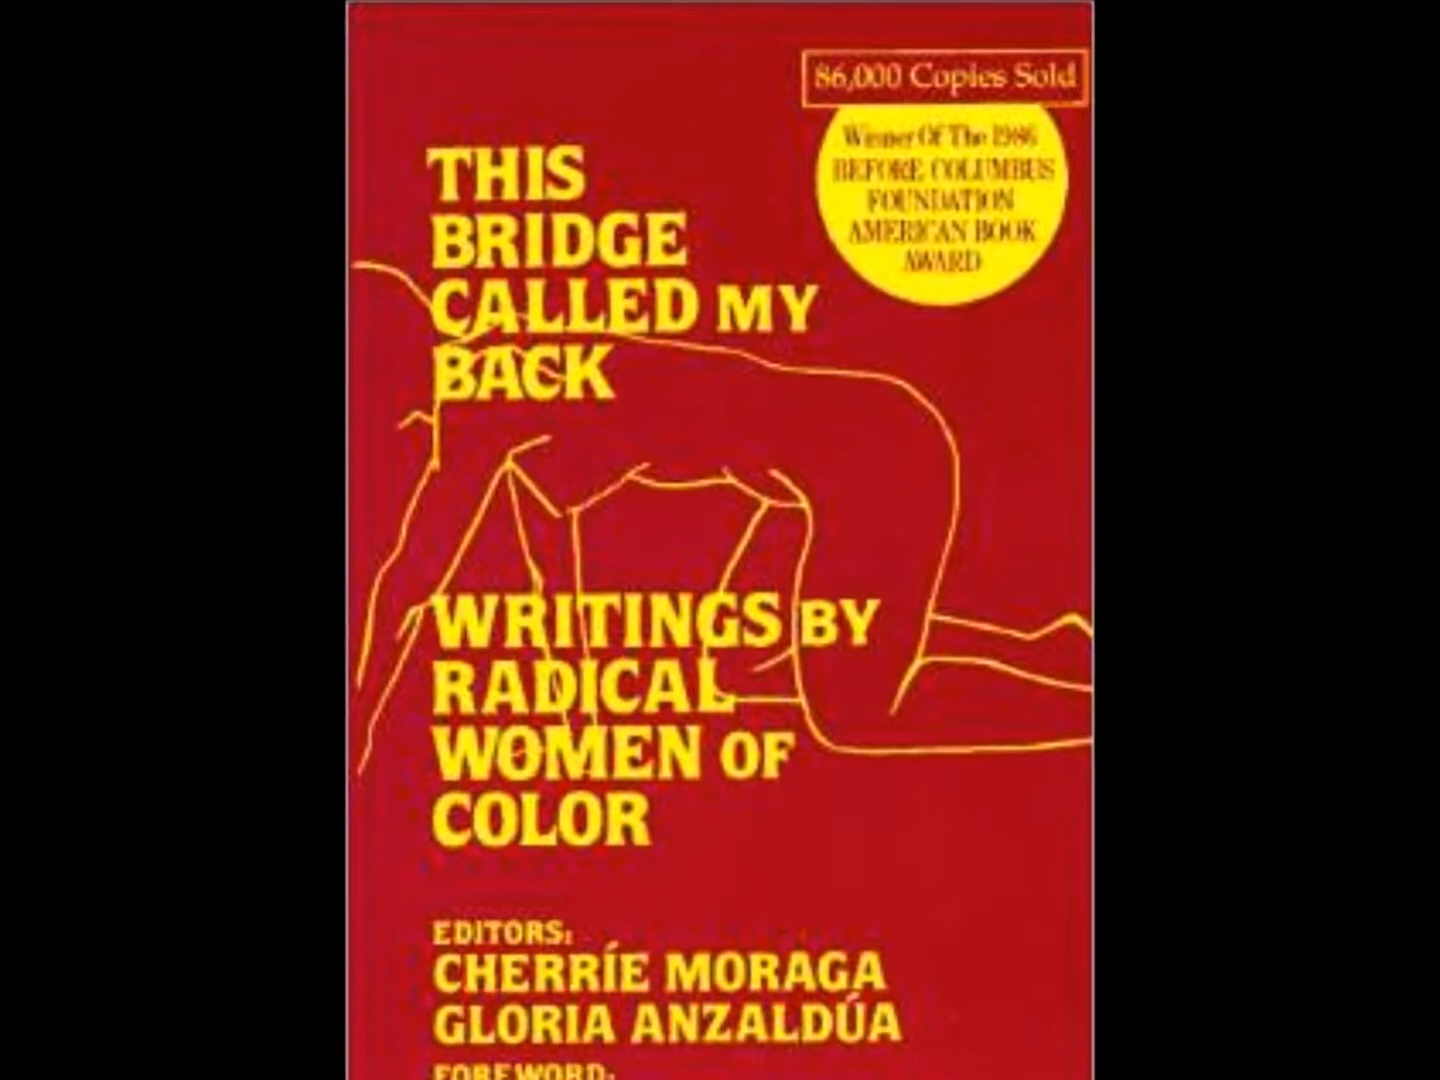 86,000 Copies Sold
Winner Of The 1986
BEFORE COLUMBUS
FOUNDATION
AMERICAN BOOK
AWARD
THIS
BRIDGE
CALLED MY
BACK
WRITINGS BY
RADICAL
WOMEN OF
COLOR
EDITORS:
CHERRÍE MORAGA
GLORIA ANZALDÚA
FOREWORD: